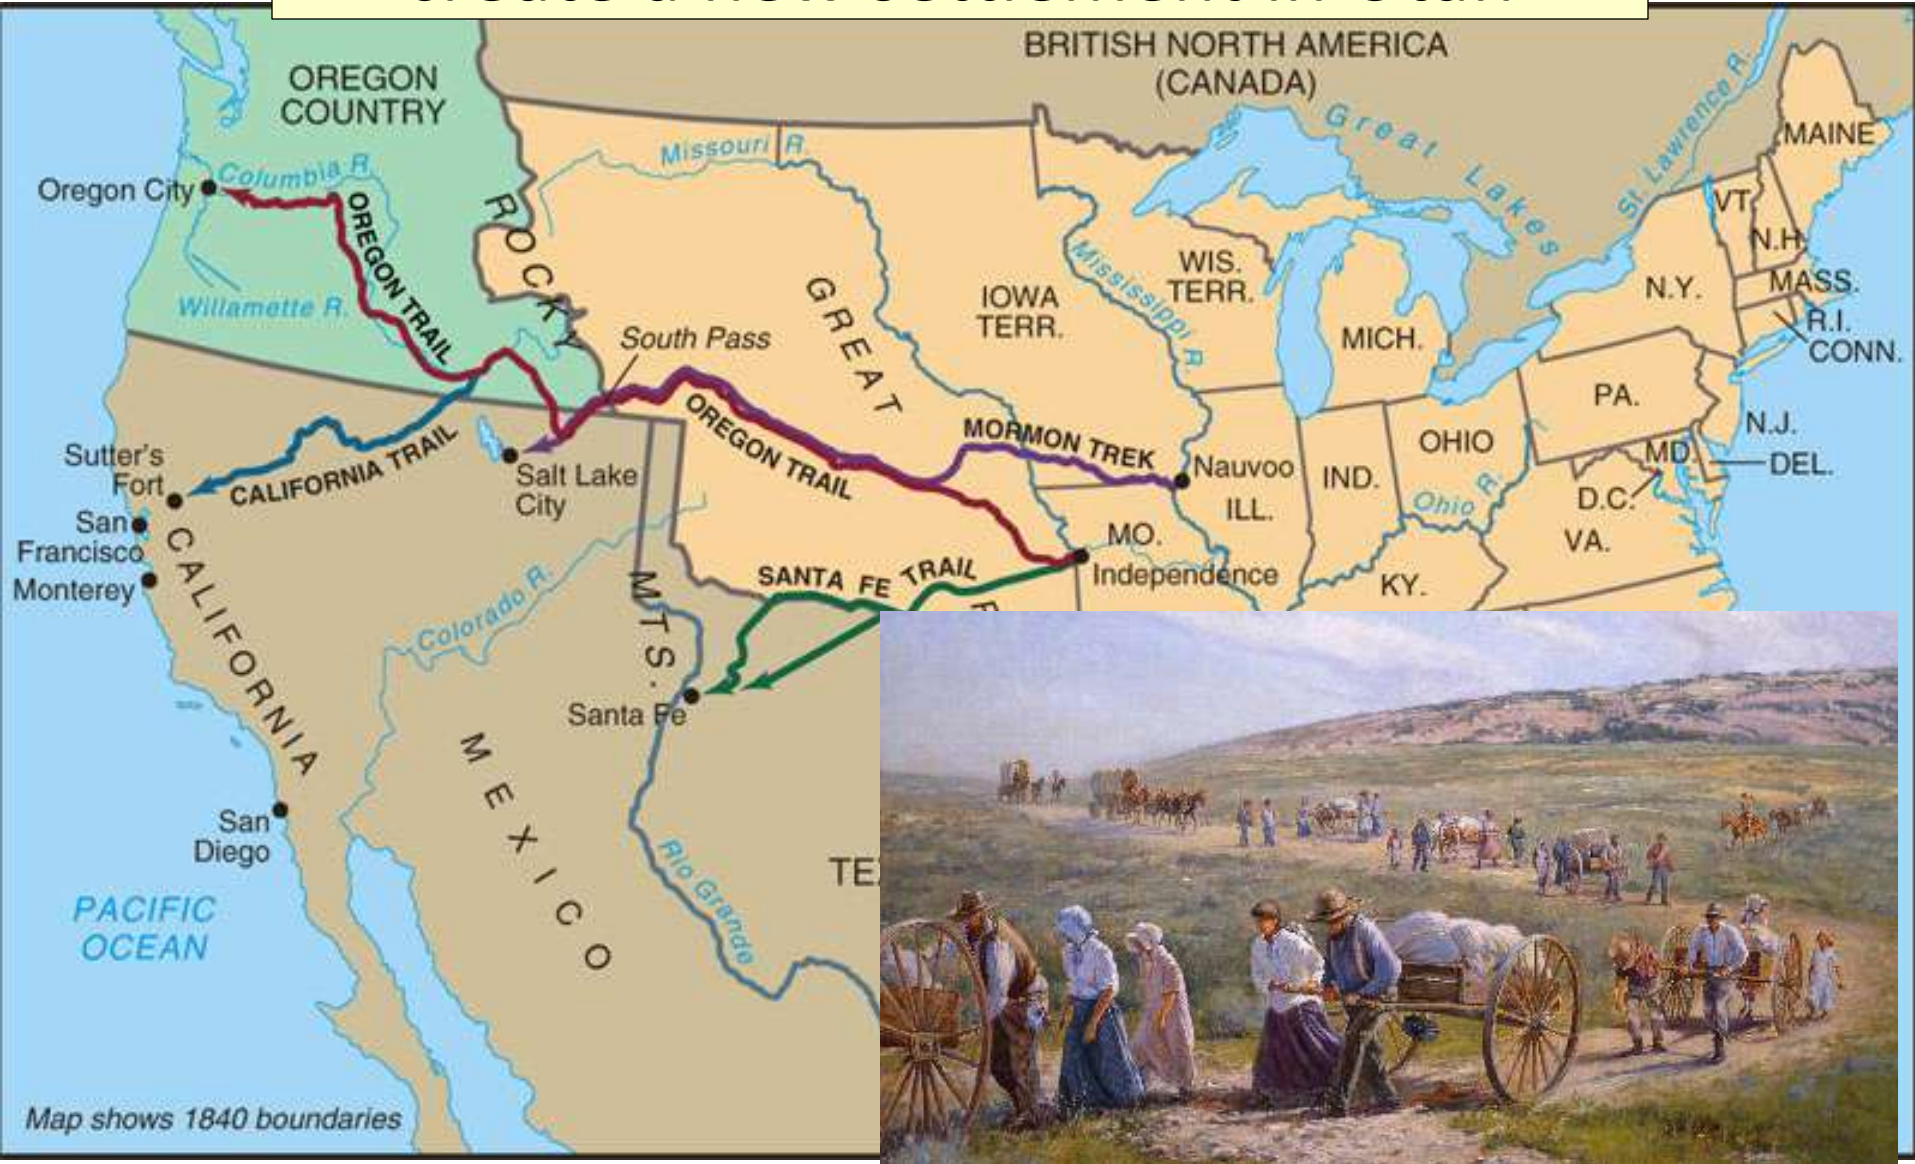 BRITISH NORTH AMERICA
(CANADA)
OREGON
COUNTRY
Great Lakes
St. Lawrence R.
MAINE
Missouri R.
Columbia R.
Oregon City
VT.
N.H.
ROCKY
OREGON TRAIL
Mississippi R.
WIS.
TERR.
IOWA
TERR.
MASS.
N.Y.
R.I.
CONN.
Willamette R.
GREAT
South Pass
MICH.
PA.
N.J.
OREGON TRAIL
MORMON TREK
OHIO
MD.
DEL.
Sutter's
Fort
CALIFORNIA TRAIL
Salt Lake
City
Nauvoo
ILL.
IND.
Ohio R.
D.C.
VA.
San
Francisco
MO.
Monterey
CALIFORNIA
Colorado R.
MTS.
SANTA FE TRAIL
Independence
KY.
Santa Fe
MEXICO
San
Diego
Rio Grande
PACIFIC
OCEAN
Map shows 1840 boundaries